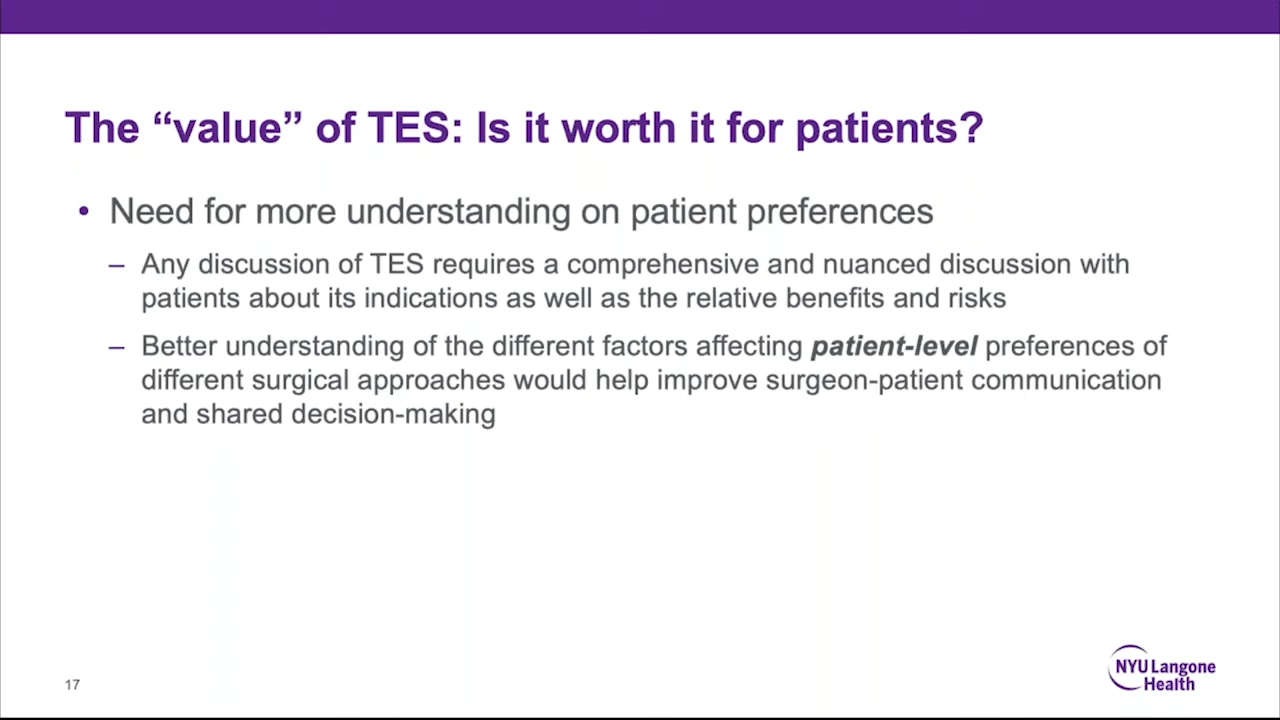 The “value” of TES: Is it worth it for patients?
• Need for more understanding on patient preferences
– Any discussion of TES requires a comprehensive and nuanced discussion with
patients about its indications as well as the relative benefits and risks
– Better understanding of the different factors affecting patient-level preferences of
different surgical approaches would help improve surgeon-patient communication
and shared decision-making
17
NYU Langone
Health